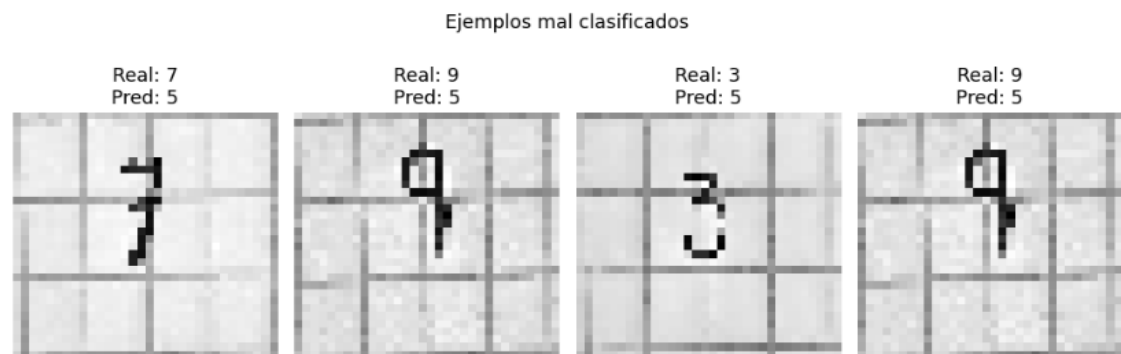 Ejemplos mal clasificados
Real: 7
Pred: 5
Real: 9
Pred: 5
Real: 3
Pred: 5
Real: 9
Pred: 5
7
9
3
9